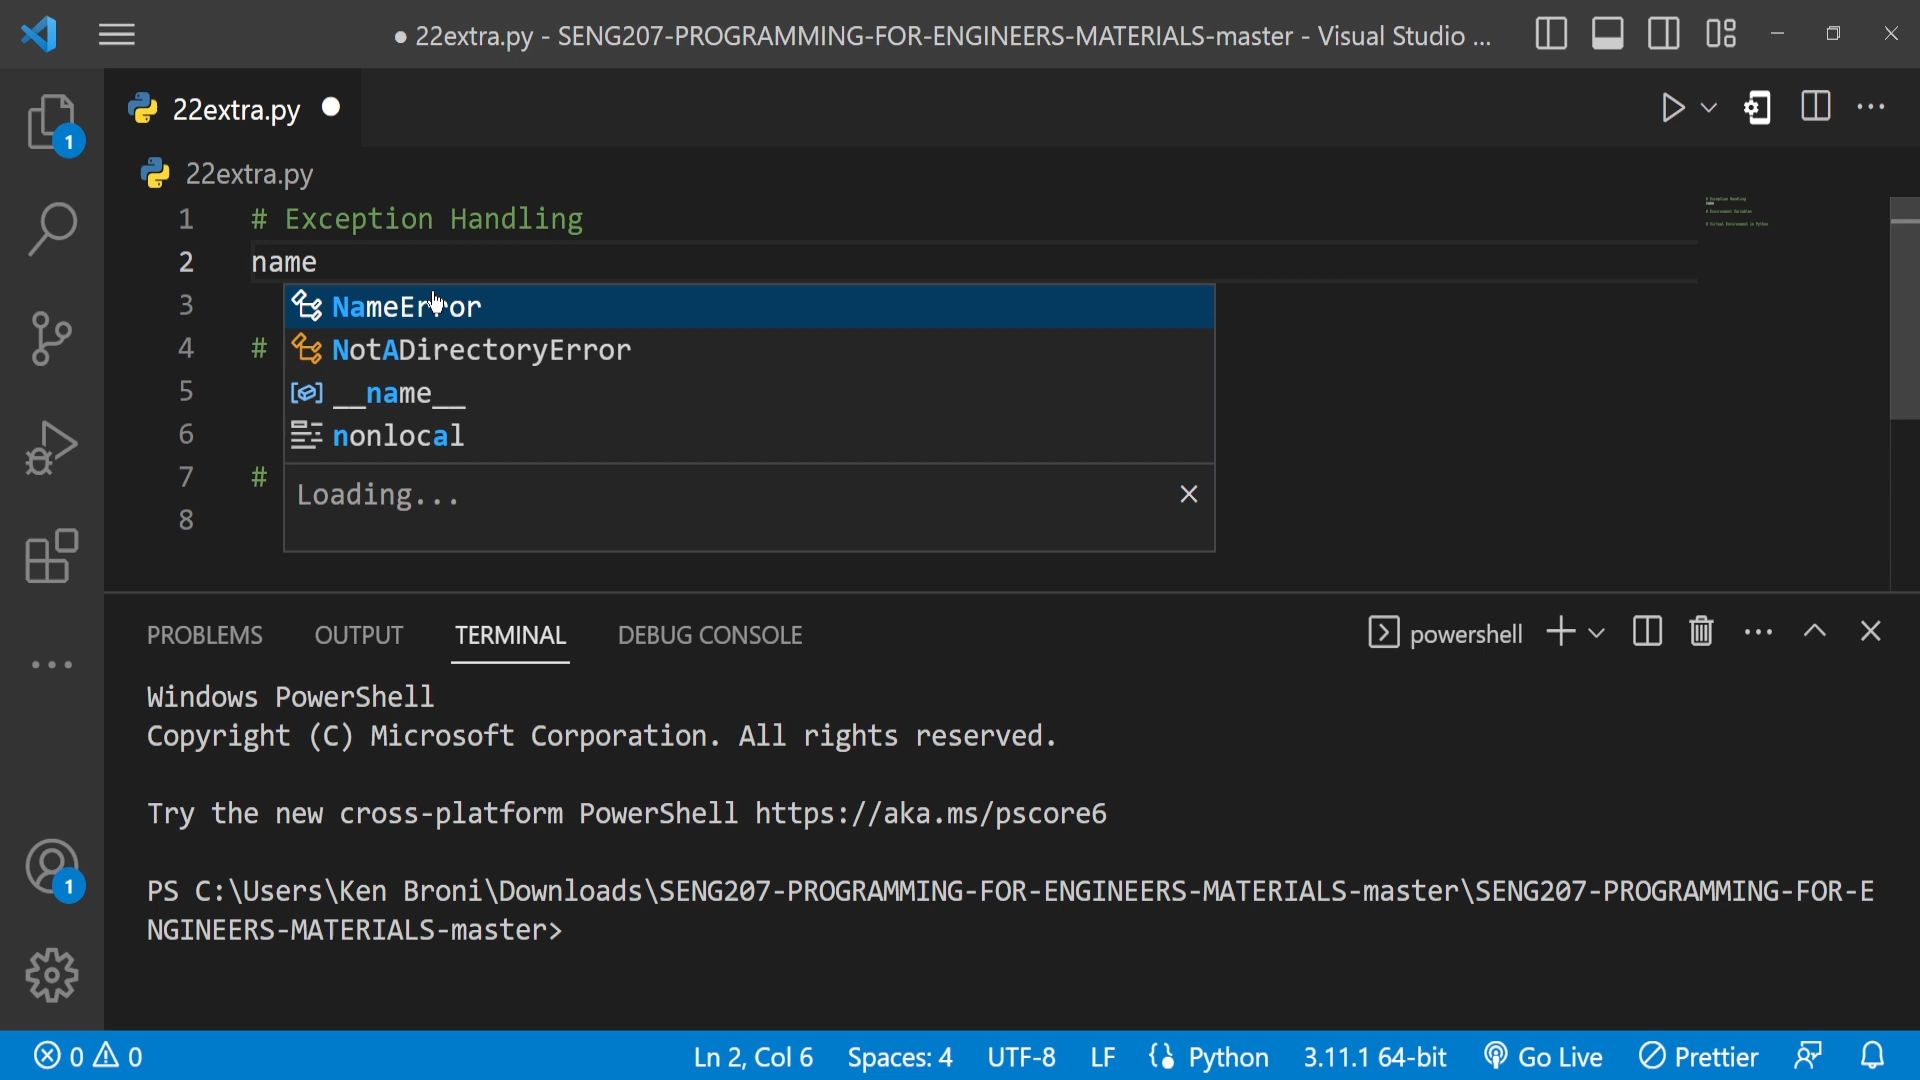 ● 22extra.py - SENG207-PROGRAMMING-FOR-ENGINEERS-MATERIALS-master - Visual Studio ...
22extra.py
22extra.py
1 # Exception Handling
2 name
3 NameError
4 # NotADirectoryError
5 __name__
6 nonlocal
7 # Loading...
8
1
PROBLEMS OUTPUT TERMINAL DEBUG CONSOLE powershell
Windows PowerShell
Copyright (C) Microsoft Corporation. All rights reserved.
Try the new cross-platform PowerShell https://aka.ms/pscore6
PS C:\Users\Ken Broni\Downloads\SENG207-PROGRAMMING-FOR-ENGINEERS-MATERIALS-master\SENG207-PROGRAMMING-FOR-E
NGINEERS-MATERIALS-master>
1
0 0 Ln 2, Col 6 Spaces: 4 UTF-8 LF Python 3.11.1 64-bit Go Live Prettier